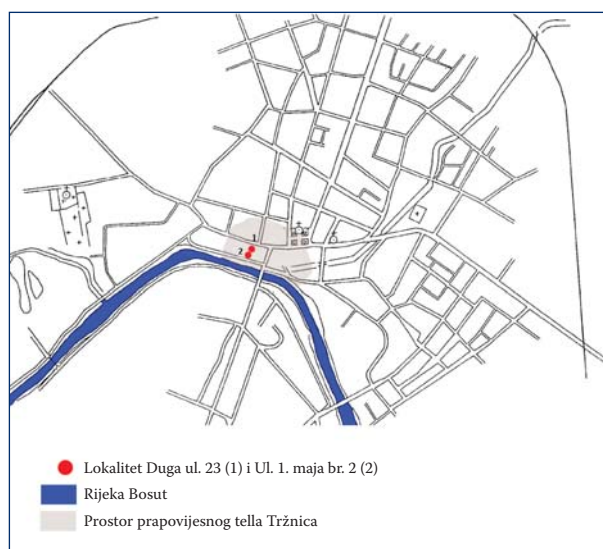 1
2
Lokalitet Duga ul. 23 (1) i Ul. 1. maja br. 2 (2)
Rijeka Bosut
Prostor prapovijesnog tella Tržnica